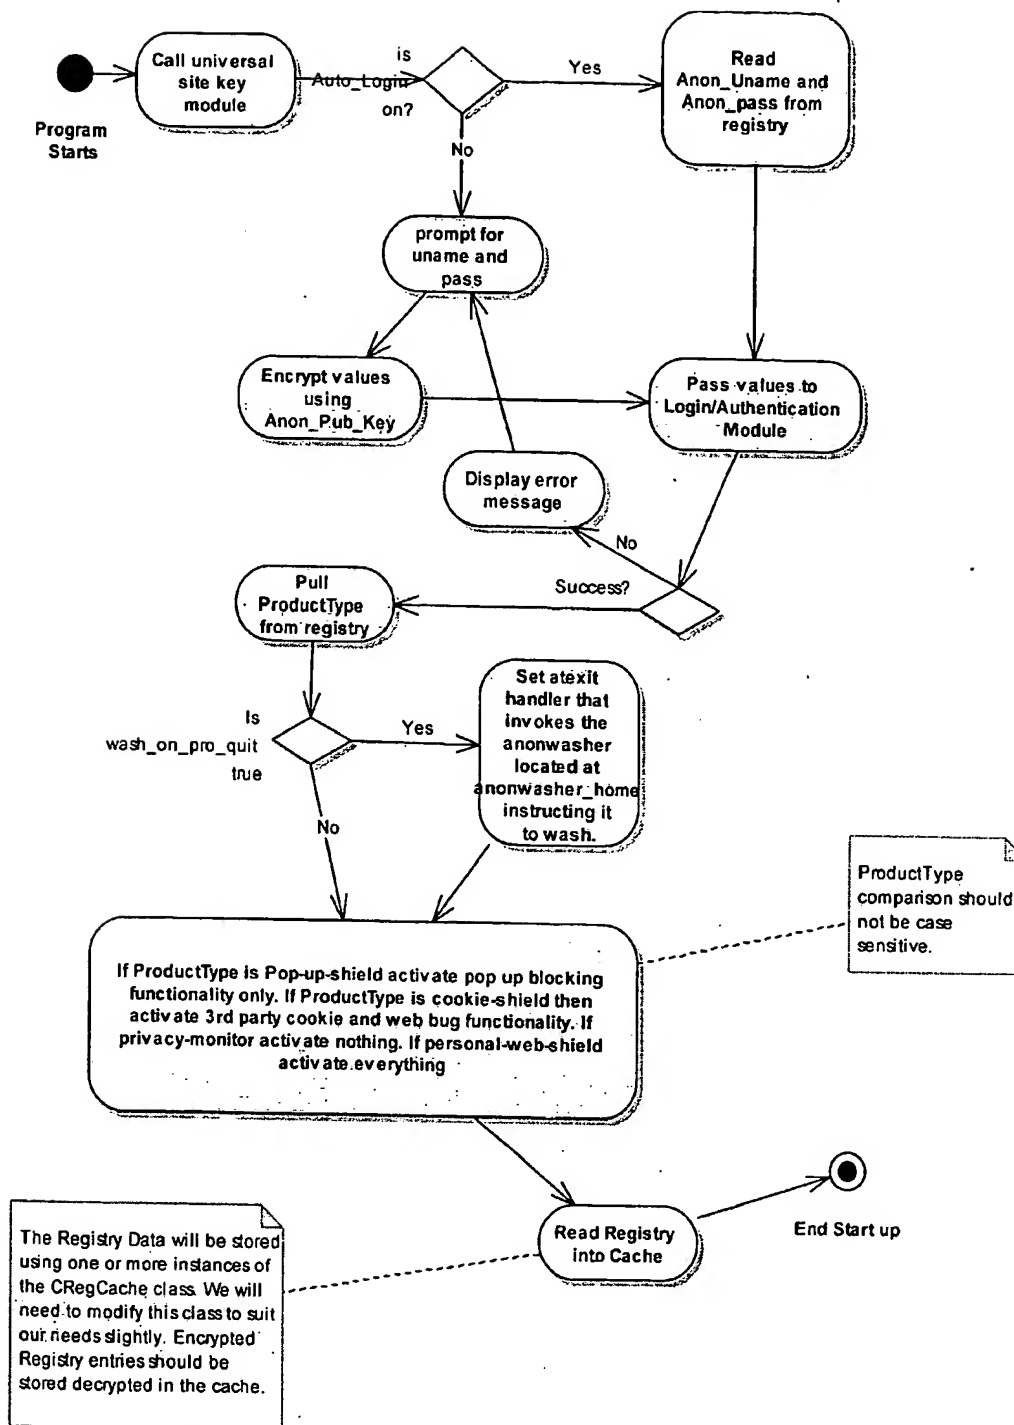 Call universal
site key
module
Program
Starts
is
Auto_Login
on?
Yes
No
Read
Anon_Uname and
Anon_pass from
registry
prompt for
uname and
pass
Encrypt values
using
Anon_Pub_Key
Pass values to
Login/Authentication
Module
Display error
message
No
Success?
Pull
ProductType
from registry
Is
wash_on_pro_quit
true
Yes
No
Set atexit
handler that
invokes the
anonwasher
located at
anonwasher_home
instructing it
to wash.
ProductType
comparison should
not be case
sensitive.
If ProductType is Pop-up-shield activate pop up blocking
functionality only. If ProductType is cookie-shield then
activate 3rd party cookie and web bug functionality. If
privacy-monitor activate nothing. If personal-web-shield
activate everything
Read Registry
into Cache
End Start up
The Registry Data will be stored
using one or more instances of
the CRegCache class. We will
need to modify this class to suit
our needs slightly. Encrypted
Registry entries should be
stored decrypted in the cache.